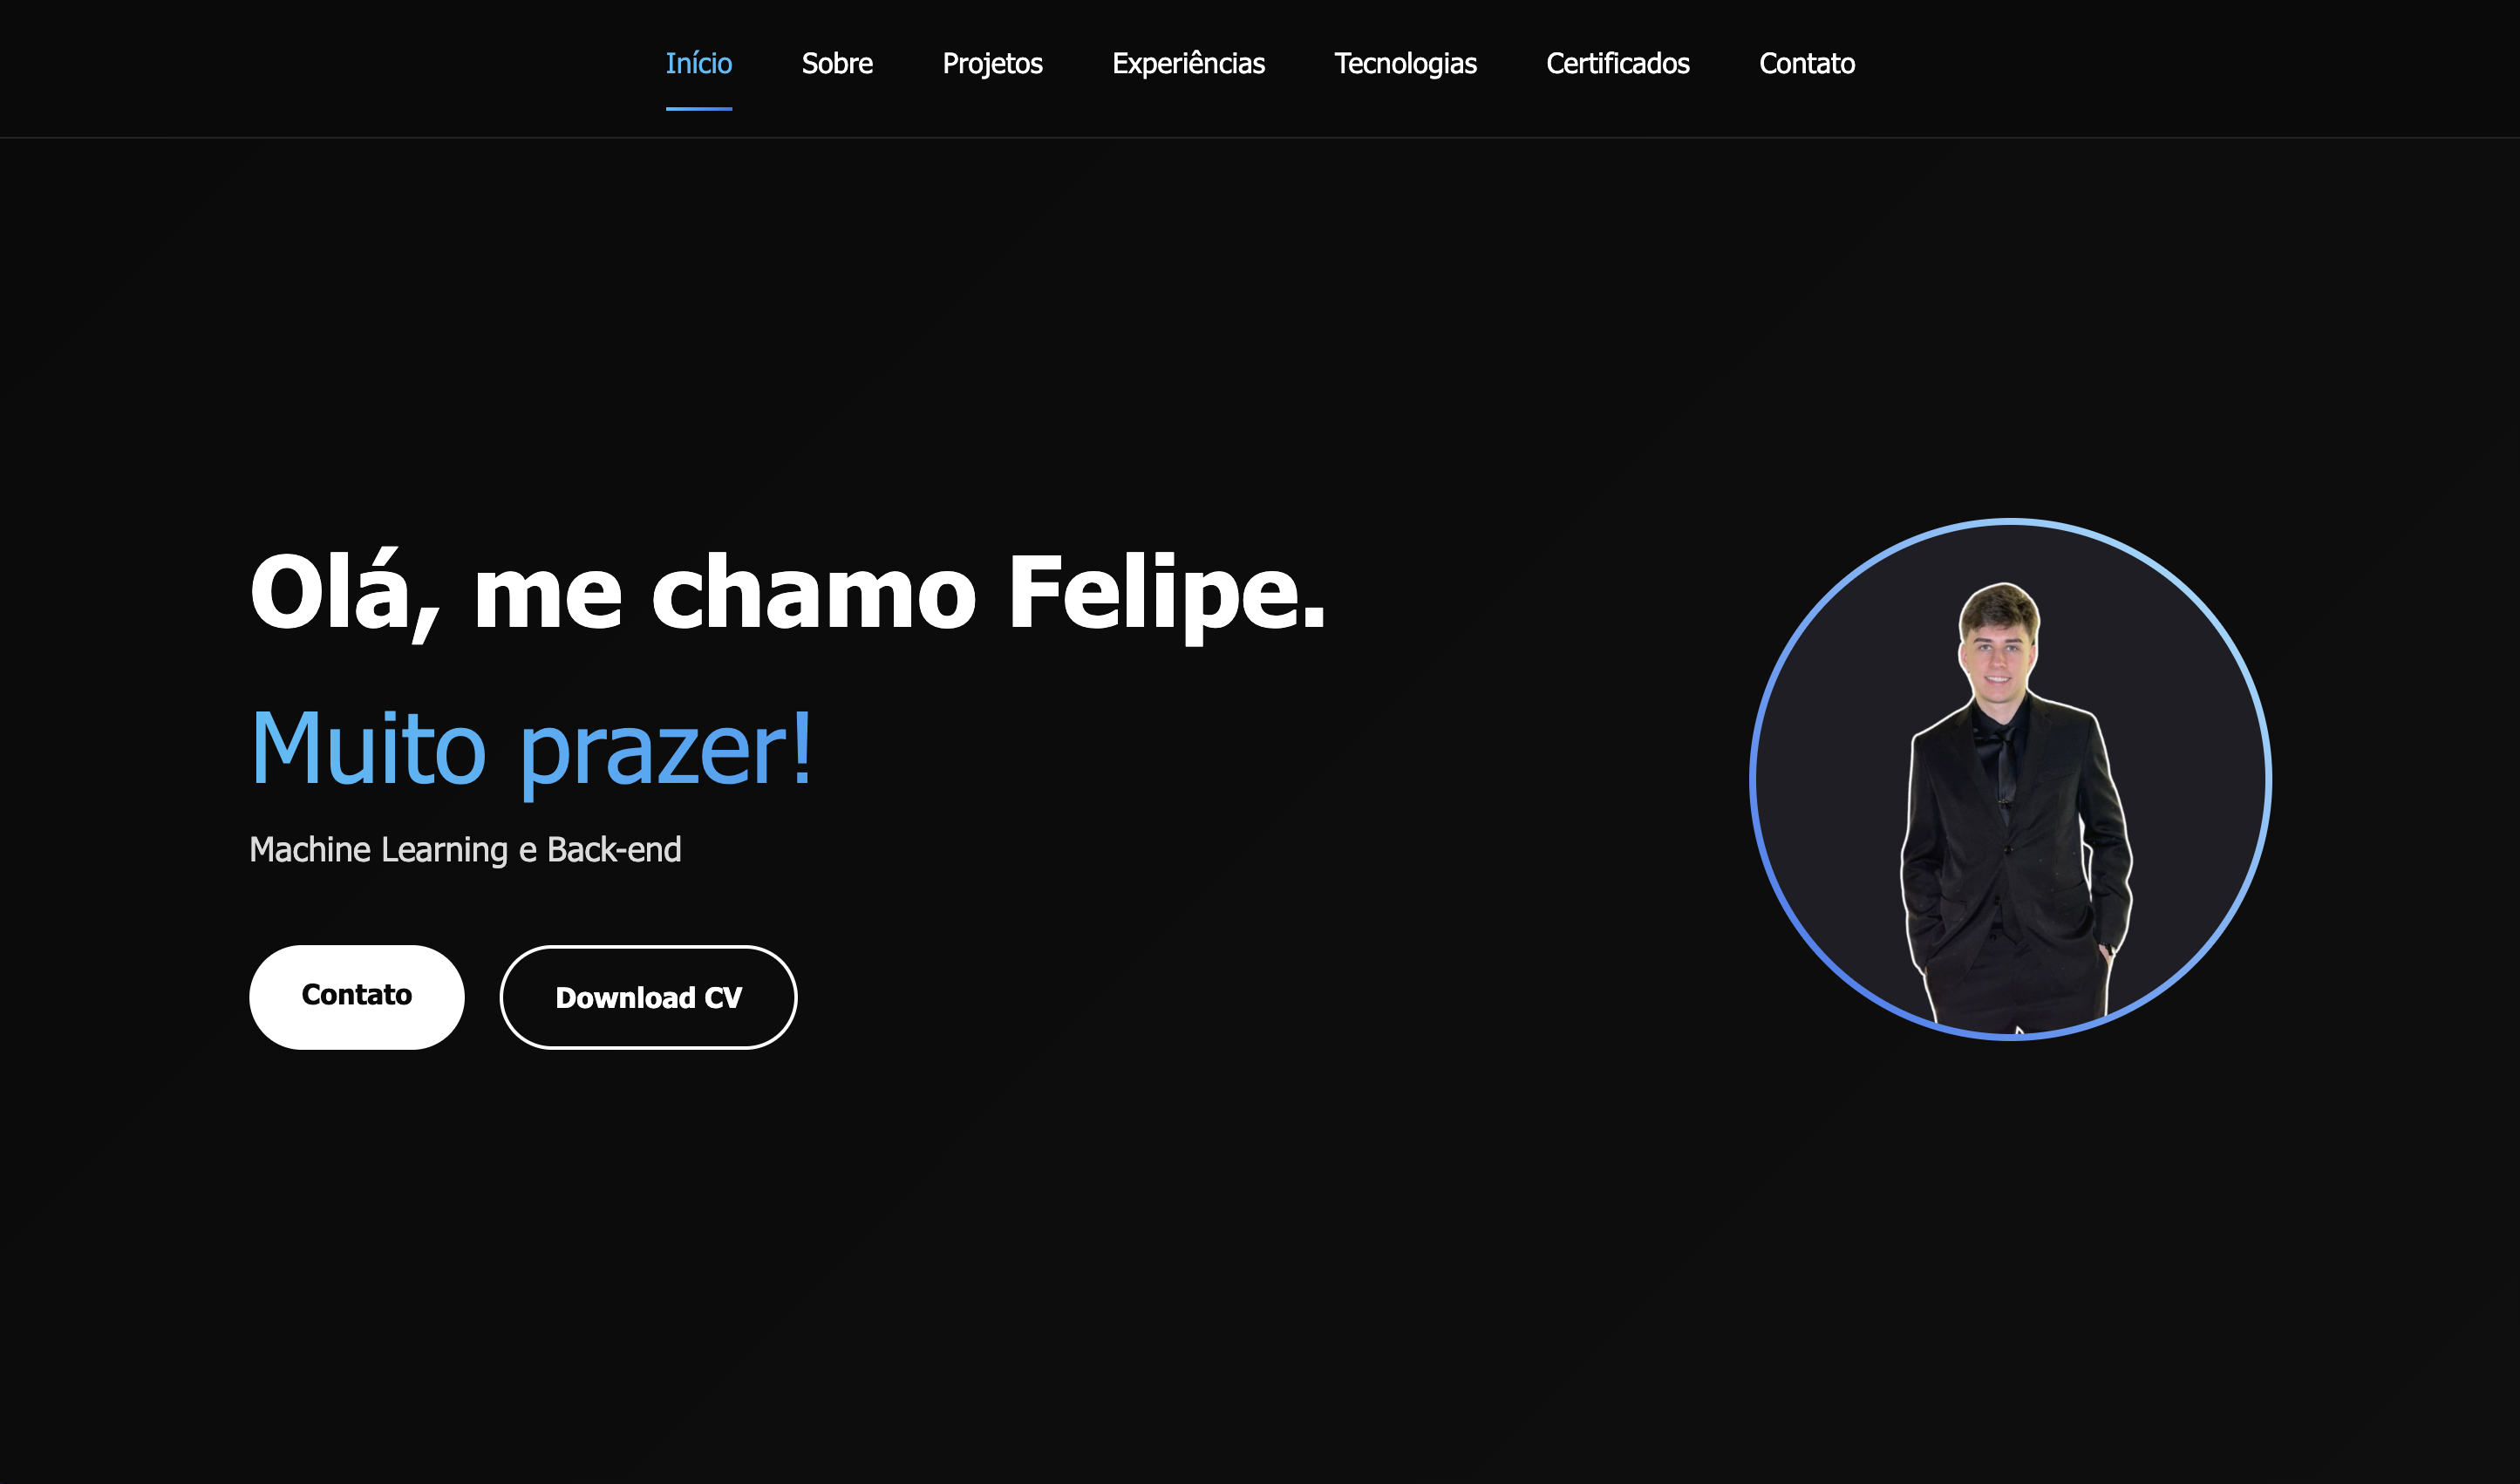 Início Sobre Projetos Experiências Tecnologias Certificados Contato
Olá, me chamo Felipe.
Muito prazer!
Machine Learning e Back-end
Contato Download CV